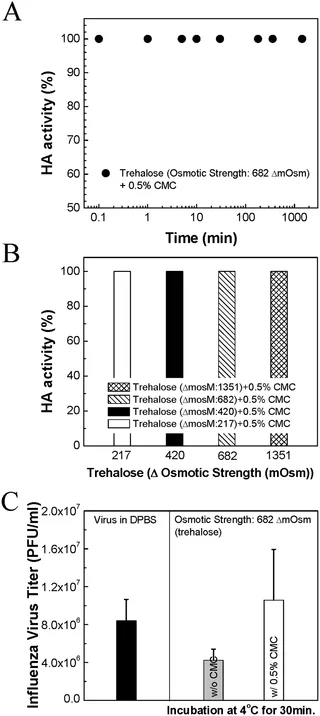 A
100
90
80
70
60
50
HA activity (%)
Trehalose (Osmotic Strength: 682 ΔmOsm)
+ 0.5% CMC
0.1 1 10 100 1000
Time (min)
B
100
80
60
40
20
0
HA activity (%)
Trehalose (ΔmosM:1351)+0.5% CMC
Trehalose (ΔmosM:682)+0.5% CMC
Trehalose (ΔmosM:420)+0.5% CMC
Trehalose (ΔmosM:217)+0.5% CMC
217 420 682 1351
Trehalose (Δ Osmotic Strength (mOsm))
C
2.0x10⁷
1.6x10⁷
1.2x10⁷
8.0x10⁶
4.0x10⁶
0.0
Influenza Virus Titer (PFU/ml)
Virus in DPBS
Osmotic Strength: 682 ΔmOsm
(trehalose)
w/o CMC
w/ 0.5% CMC
Incubation at 4°C for 30min.